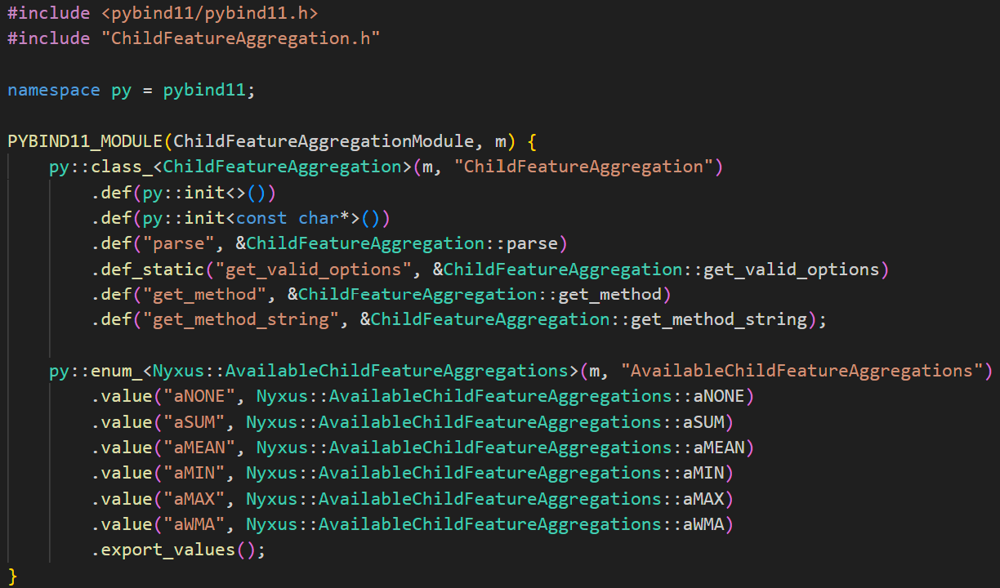 #include <pybind11/pybind11.h>
#include "ChildFeatureAggregation.h"

namespace py = pybind11;

PYBIND11_MODULE(ChildFeatureAggregationModule, m) {
    py::class_<ChildFeatureAggregation>(m, "ChildFeatureAggregation")
        .def(py::init<>())
        .def(py::init<const char*>())
        .def("parse", &ChildFeatureAggregation::parse)
        .def_static("get_valid_options", &ChildFeatureAggregation::get_valid_options)
        .def("get_method", &ChildFeatureAggregation::get_method)
        .def("get_method_string", &ChildFeatureAggregation::get_method_string);

    py::enum_<Nyxus::AvailableChildFeatureAggregations>(m, "AvailableChildFeatureAggregations")
        .value("aNONE", Nyxus::AvailableChildFeatureAggregations::aNONE)
        .value("aSUM", Nyxus::AvailableChildFeatureAggregations::aSUM)
        .value("aMEAN", Nyxus::AvailableChildFeatureAggregations::aMEAN)
        .value("aMIN", Nyxus::AvailableChildFeatureAggregations::aMIN)
        .value("aMAX", Nyxus::AvailableChildFeatureAggregations::aMAX)
        .value("aWMA", Nyxus::AvailableChildFeatureAggregations::aWMA)
        .export_values();
}